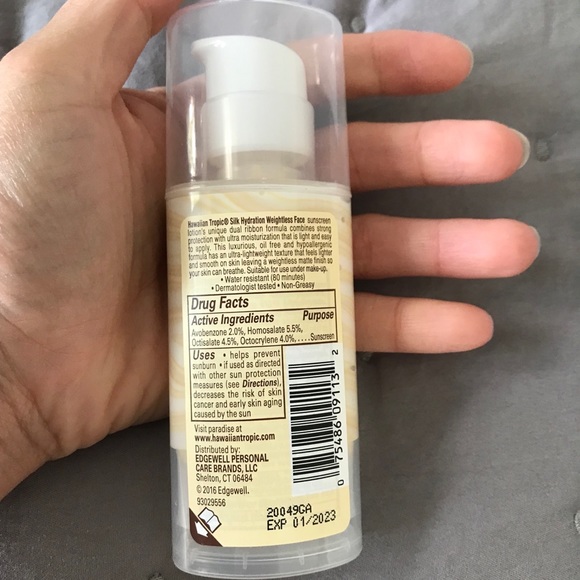 Hawaiian Tropic® Silk Hydration Weightless Face sunscreen
lotion's unique dual ribbon formula combines strong
protection with ultra moisturization that is light and easy
to apply. This luxurious, oil free and hypoallergenic
formula has an ultra-lightweight texture that feels lighter
and smooth on skin leaving a weightless matte finish so
your skin can breathe. Suitable for use under make-up.
• Water resistant (80 minutes)
• Dermatologist tested • Non-Greasy
Drug Facts
Active Ingredients Purpose
Avobenzone 2.0%, Homosalate 5.5%,
Octisalate 4.5%, Octocrylene 4.0%, .... Sunscreen
Uses • helps prevent
sunburn • if used as directed
with other sun protection
measures (see Directions),
decreases the risk of skin
cancer and early skin aging
caused by the sun
Visit paradise at
www.hawaiiantropic.com
Distributed by:
EDGEWELL PERSONAL
CARE BRANDS, LLC
Shelton, CT 06484
© 2016 Edgewell.
93029556
0 75486 09113 2
20049GA
EXP 01/2023